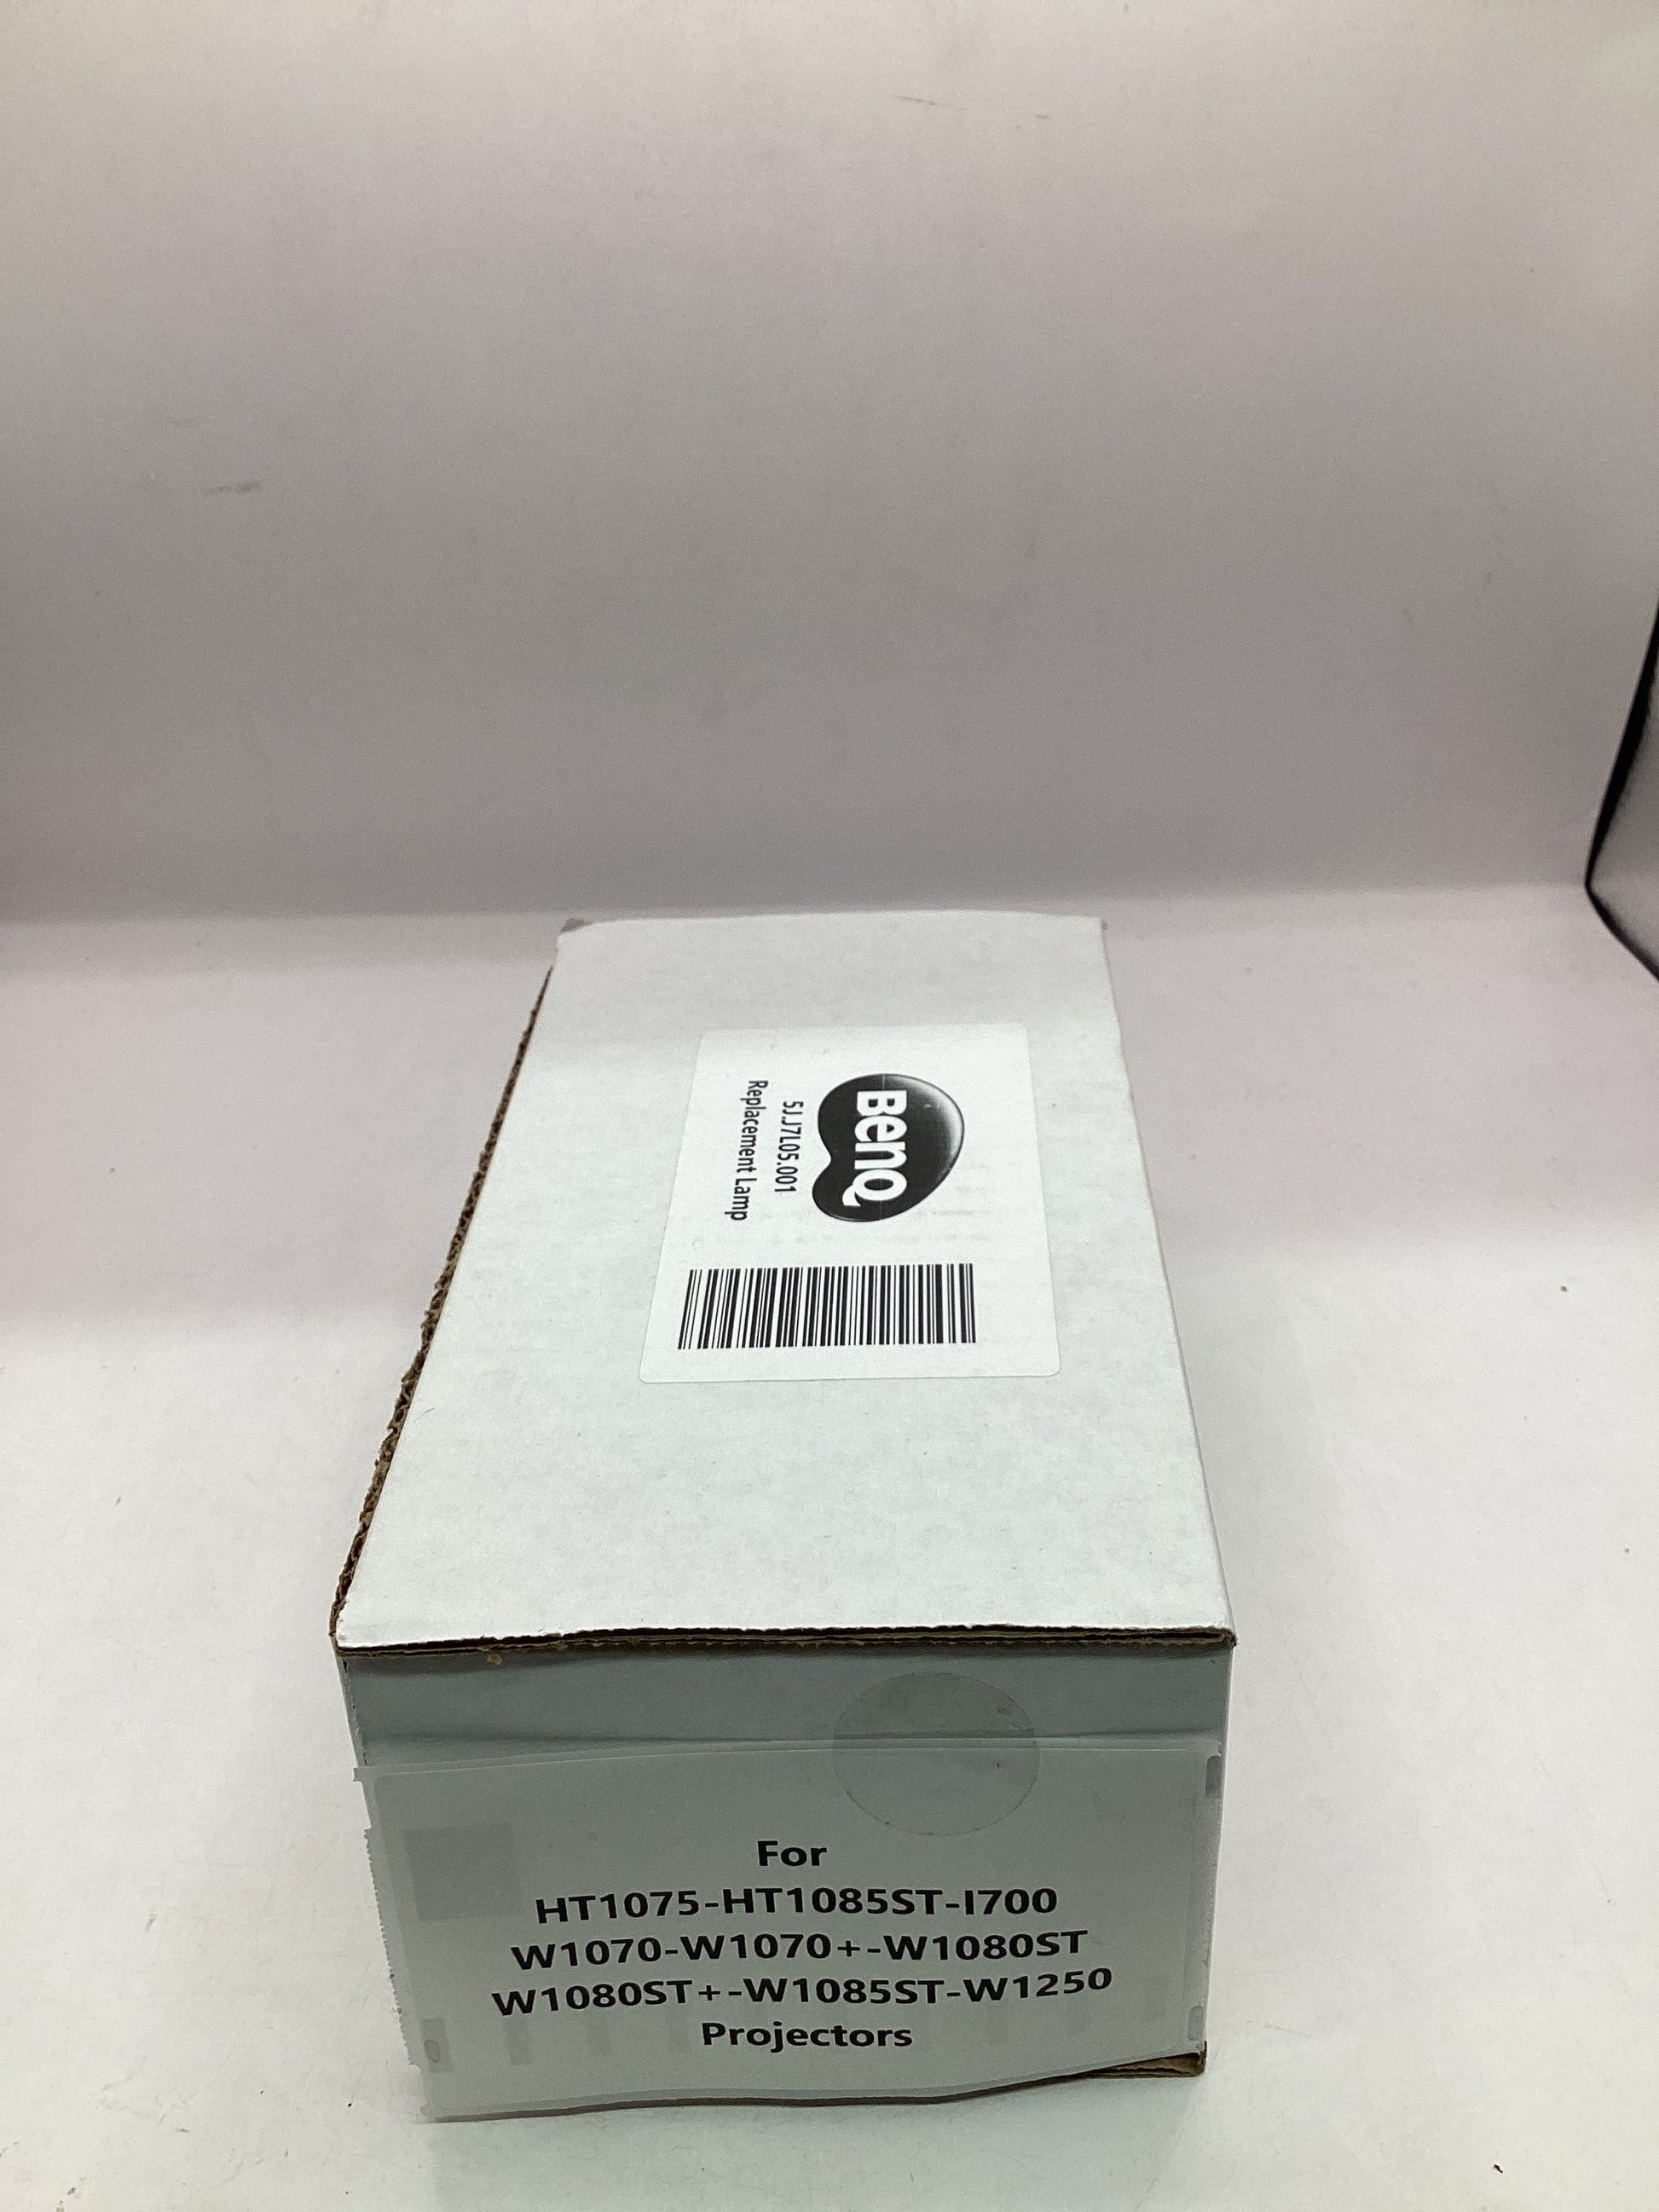 BenQ
5J.J7L05.001
Replacement Lamp
For
HT1075-HT1085ST-I700
W1070-W1070+-W1080ST
W1080ST+-W1085ST-W1250
Projectors